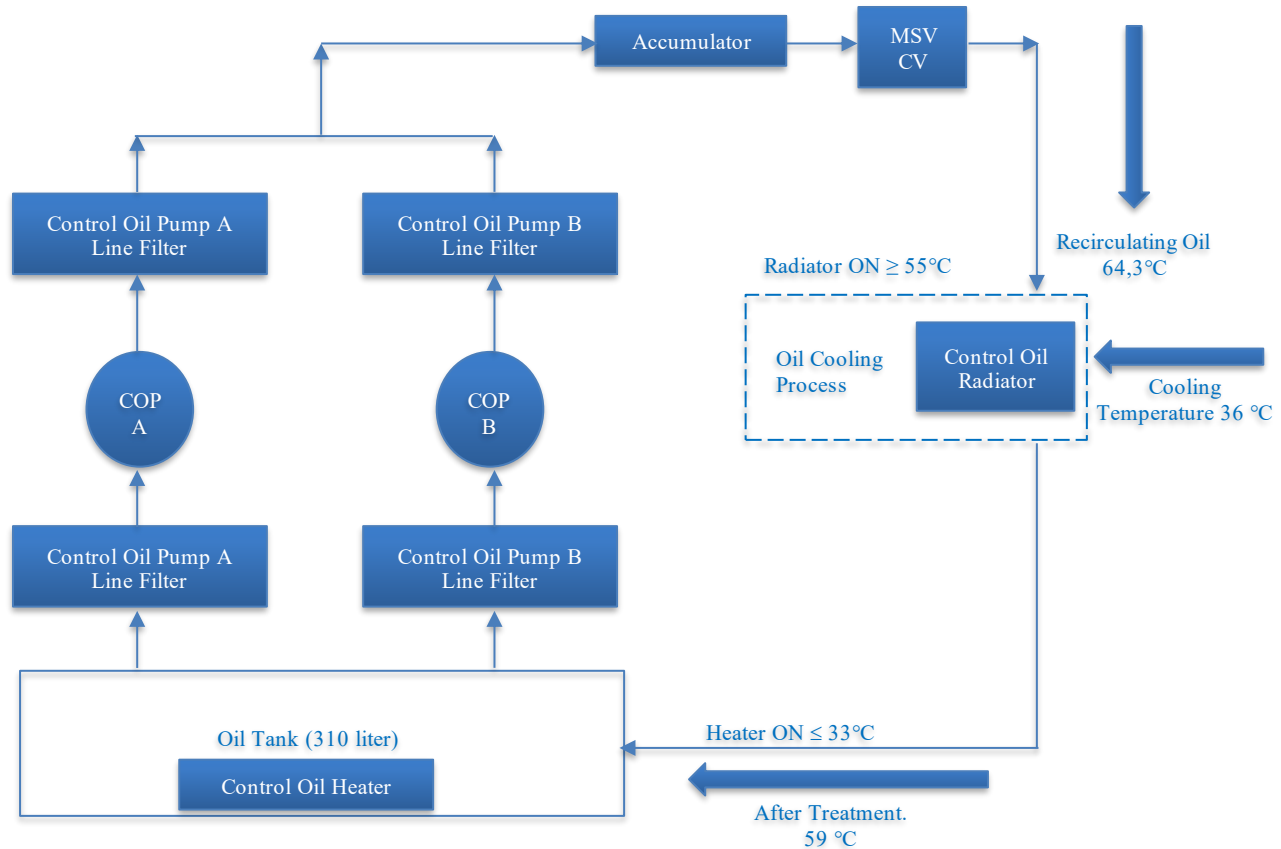 Accumulator
MSV
CV
Control Oil Pump A
Line Filter
Control Oil Pump B
Line Filter
Recirculating Oil
64,3°C
Radiator ON ≥ 55°C
Oil Cooling
Process
Control Oil
Radiator
Cooling
Temperature 36 °C
COP
A
COP
B
Control Oil Pump A
Line Filter
Control Oil Pump B
Line Filter
Oil Tank (310 liter)
Control Oil Heater
Heater ON ≤ 33°C
After Treatment.
59 °C